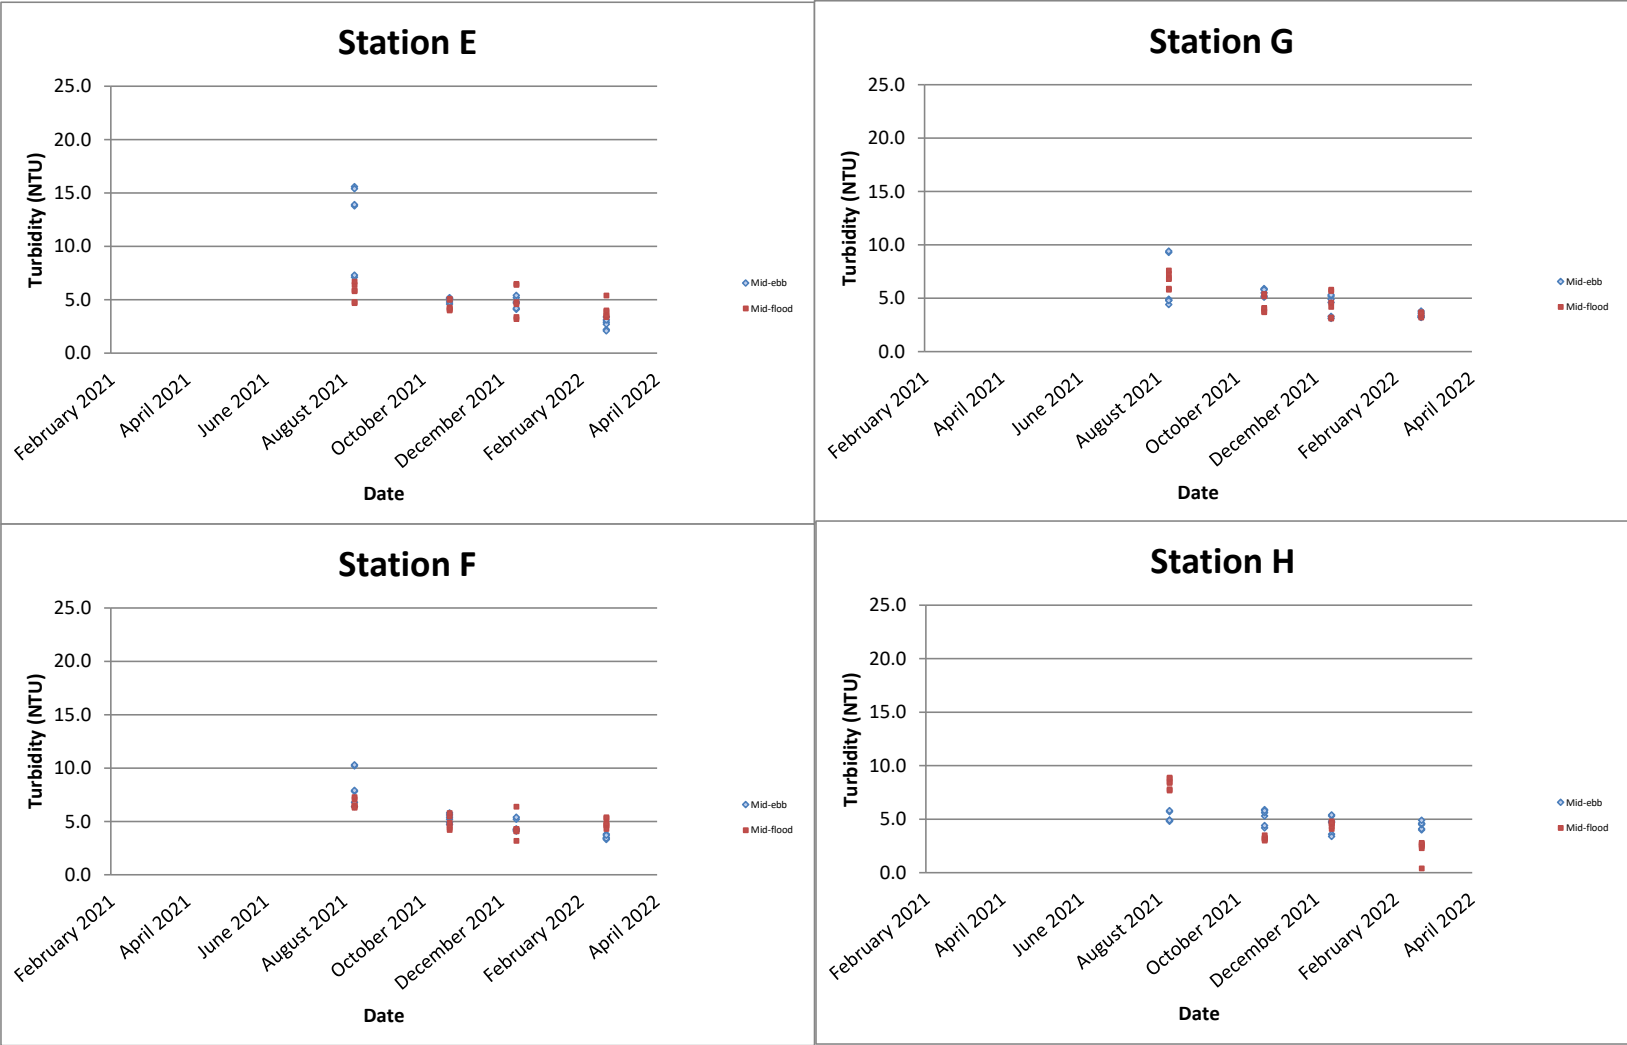 Station E
25.0
20.0
15.0
10.0
5.0
0.0
Turbidity (NTU)
February 2021
April 2021
June 2021
August 2021
October 2021
December 2021
February 2022
April 2022
Date
Mid-ebb
Mid-flood
Station G
25.0
20.0
15.0
10.0
5.0
0.0
Turbidity (NTU)
February 2021
April 2021
June 2021
August 2021
October 2021
December 2021
February 2022
April 2022
Date
Mid-ebb
Mid-flood
Station F
25.0
20.0
15.0
10.0
5.0
0.0
Turbidity (NTU)
February 2021
April 2021
June 2021
August 2021
October 2021
December 2021
February 2022
April 2022
Date
Mid-ebb
Mid-flood
Station H
25.0
20.0
15.0
10.0
5.0
0.0
Turbidity (NTU)
February 2021
April 2021
June 2021
August 2021
October 2021
December 2021
February 2022
April 2022
Date
Mid-ebb
Mid-flood